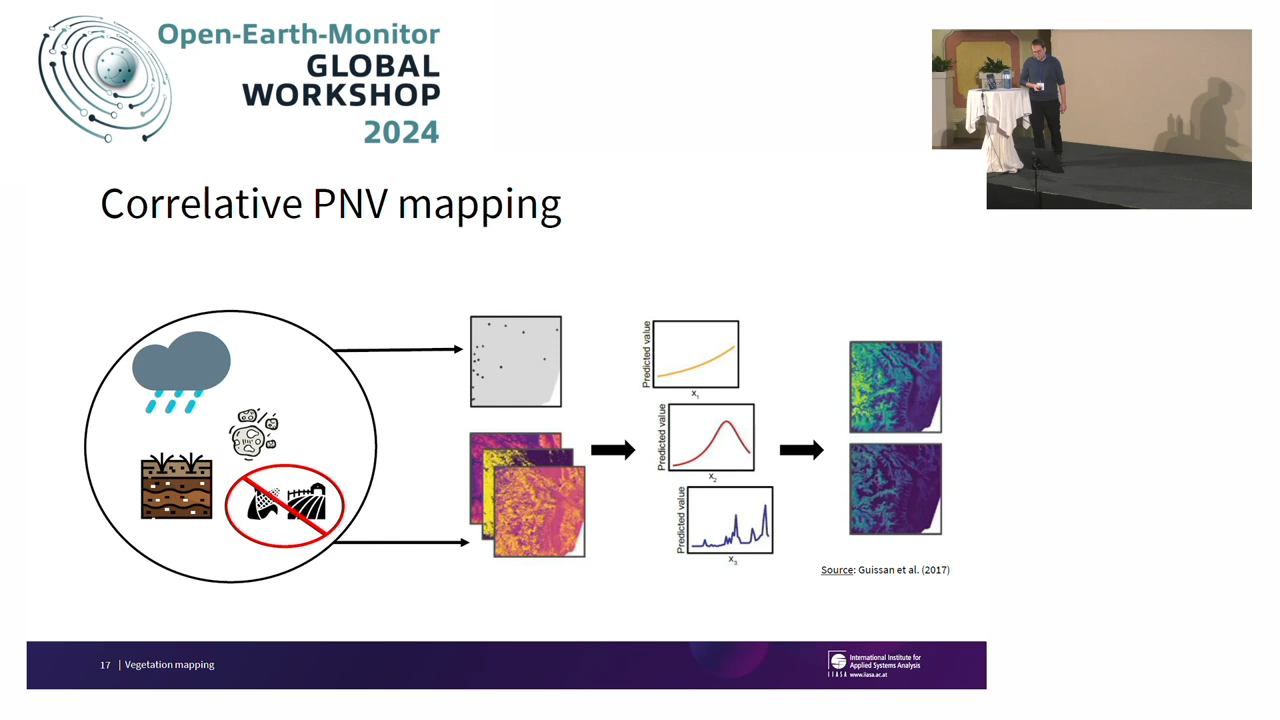 Open-Earth-Monitor
GLOBAL
WORKSHOP
2024
Correlative PNV mapping
Predicted value
x1
Predicted value
x2
Predicted value
x3
Source: Guissan et al. (2017)
17 | Vegetation mapping
IIASA
International Institute for
Applied Systems Analysis
www.iiasa.ac.at